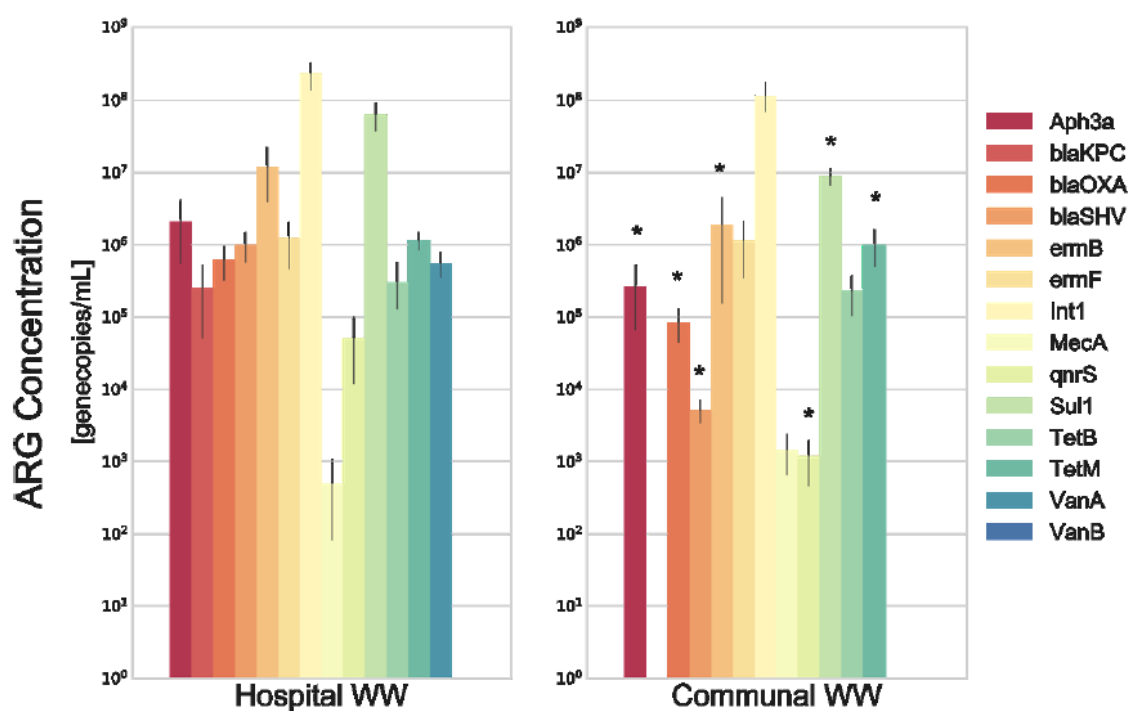 ARG Concentration
[genecopies/mL]
10⁹
10⁸
10⁷
10⁶
10⁵
10⁴
10³
10²
10¹
10⁰
Hospital WW
10⁹
10⁸
10⁷
10⁶
10⁵
10⁴
10³
10²
10¹
10⁰
*
*
*
*
*
*
*
Communal WW
Aph3a
blaKPC
blaOXA
blaSHV
ermB
ermF
Int1
MecA
qnrS
Sul1
TetB
TetM
VanA
VanB